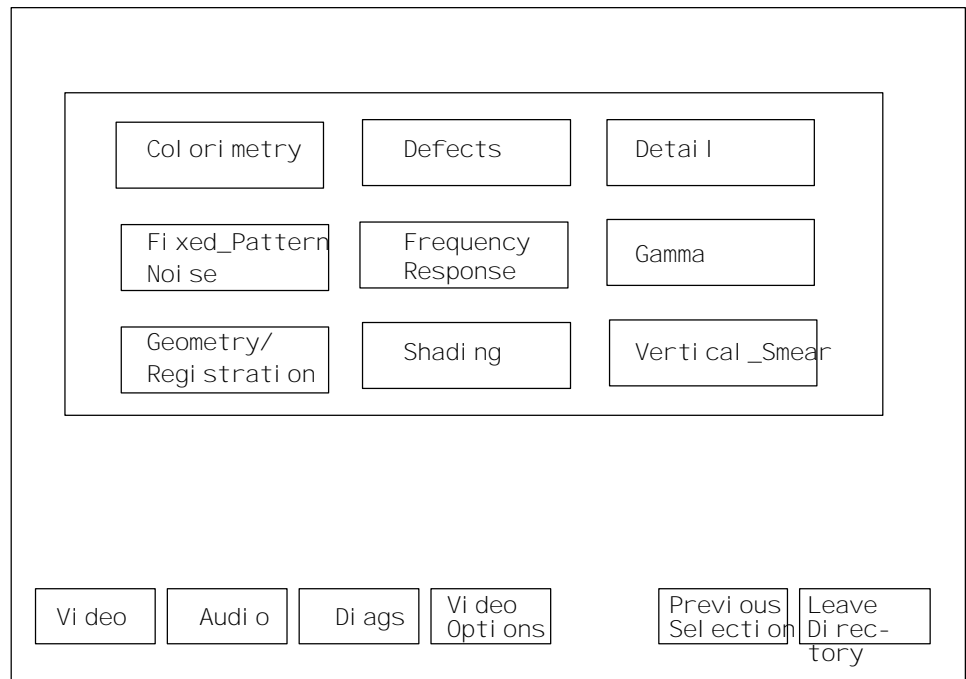 Colorimetry
Defects
Detail
Fixed_Pattern
Noise
Frequency
Response
Gamma
Geometry/
Registration
Shading
Vertical_Smear
Video
Audio
Diags
Video
Options
Previous
Selection
Leave
Direc-
tory